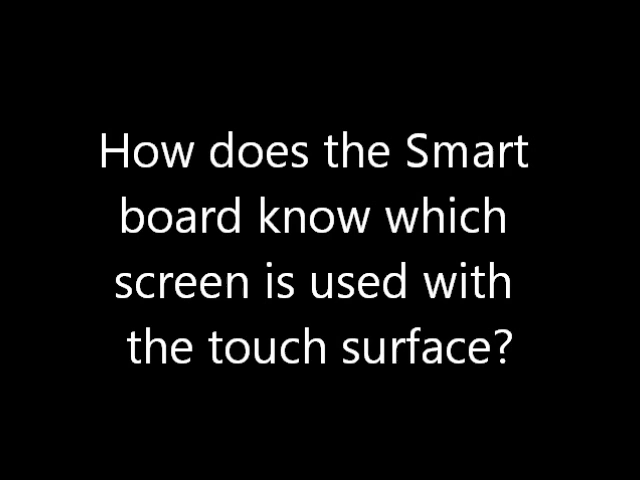 How does the Smart
board know which
screen is used with
the touch surface?